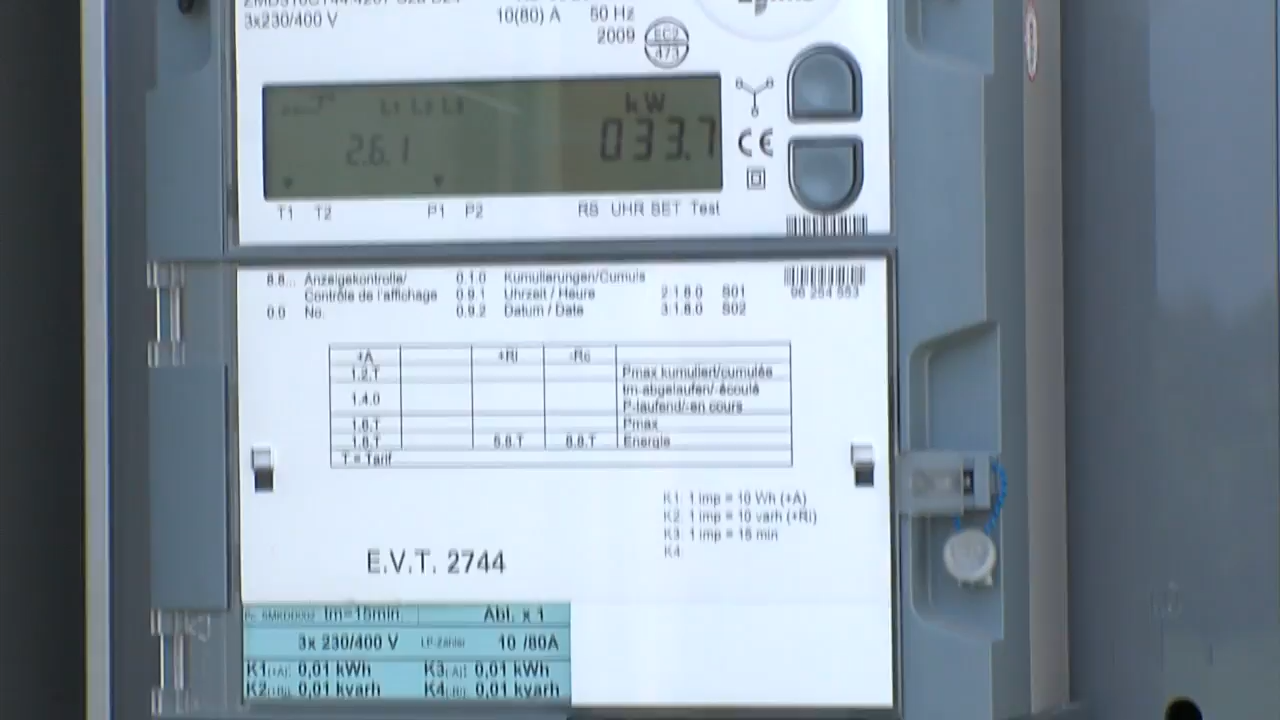 3x230/400 V
10(80) A
50 Hz
2009
L1 L2 L3
kW
2.6.1
033.7
T1 T2 P1 P2 RS UHR SET Test
8.8... Anzeigekontrolle/
Contrôle de l'affichage
0.0 No.
0.1.0 Kumulierungen/Cumuls
0.9.1 Uhrzeit / Heure
0.9.2 Datum / Date
2:1.8.0 S01
3:1.8.0 S02
96 254 553
+A +Ri -Rc
1.2.T Pmax kumuliert/cumulée
tm-abgelaufen/-écoulé
1.4.0
P-laufend/-en cours
1.6.T Pmax
1.8.T 5.8.T 8.8.T Energie
T = Tarif
K1: 1 imp = 10 Wh (+A)
K2: 1 imp = 10 varh (+Ri)
K3: 1 imp = 15 min
K4:
E.V.T. 2744
tm=15min. Abl. x 1
3x 230/400 V LP-Zähler 10 /80A
K1(+A): 0,01 kWh K3(-A): 0,01 kWh
K2 0,01 kvarh K4 0,01 kvarh